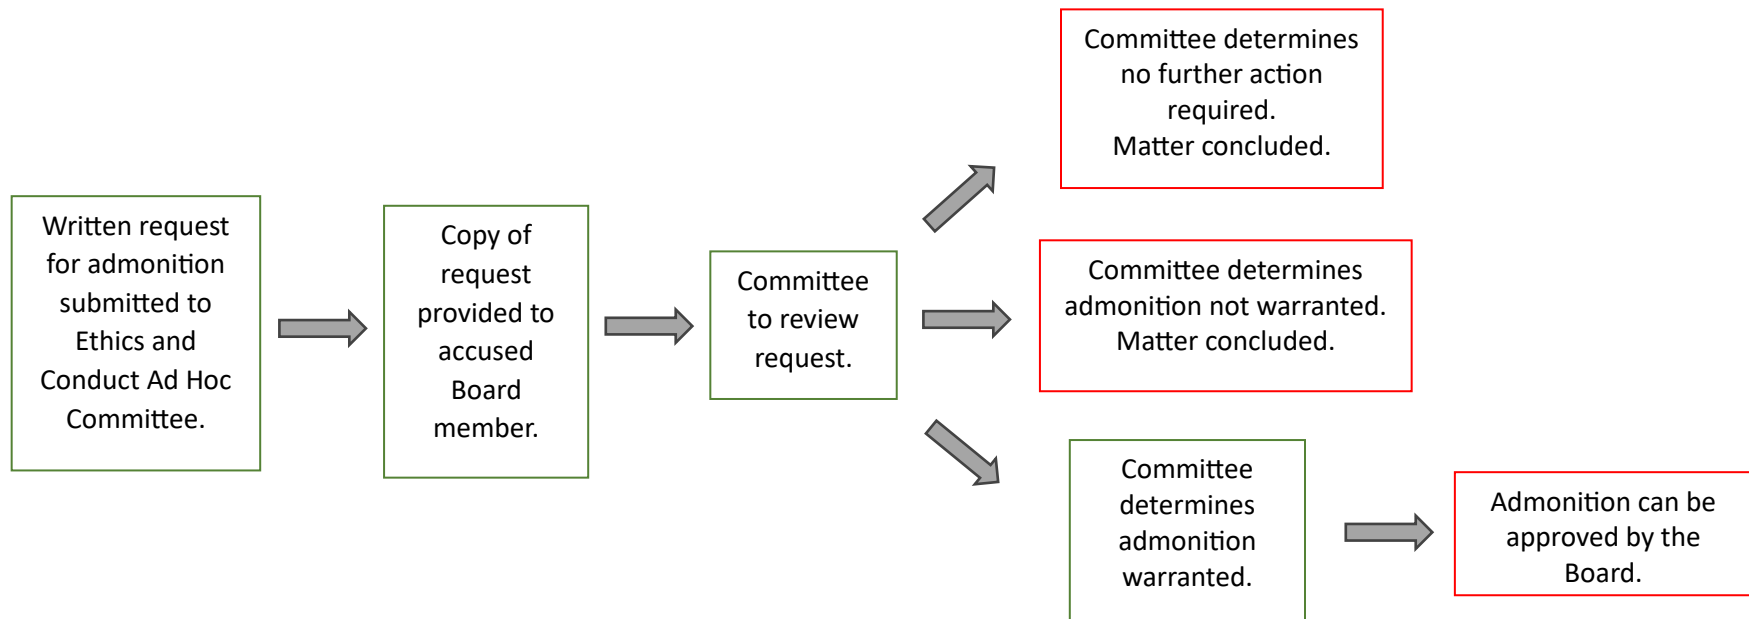 Written request
for admonition
submitted to
Ethics and
Conduct Ad Hoc
Committee.
Copy of
request
provided to
accused
Board
member.
Committee
to review
request.
Committee determines
no further action
required.
Matter concluded.
Committee determines
admonition not warranted.
Matter concluded.
Committee
determines
admonition
warranted.
Admonition can be
approved by the
Board.